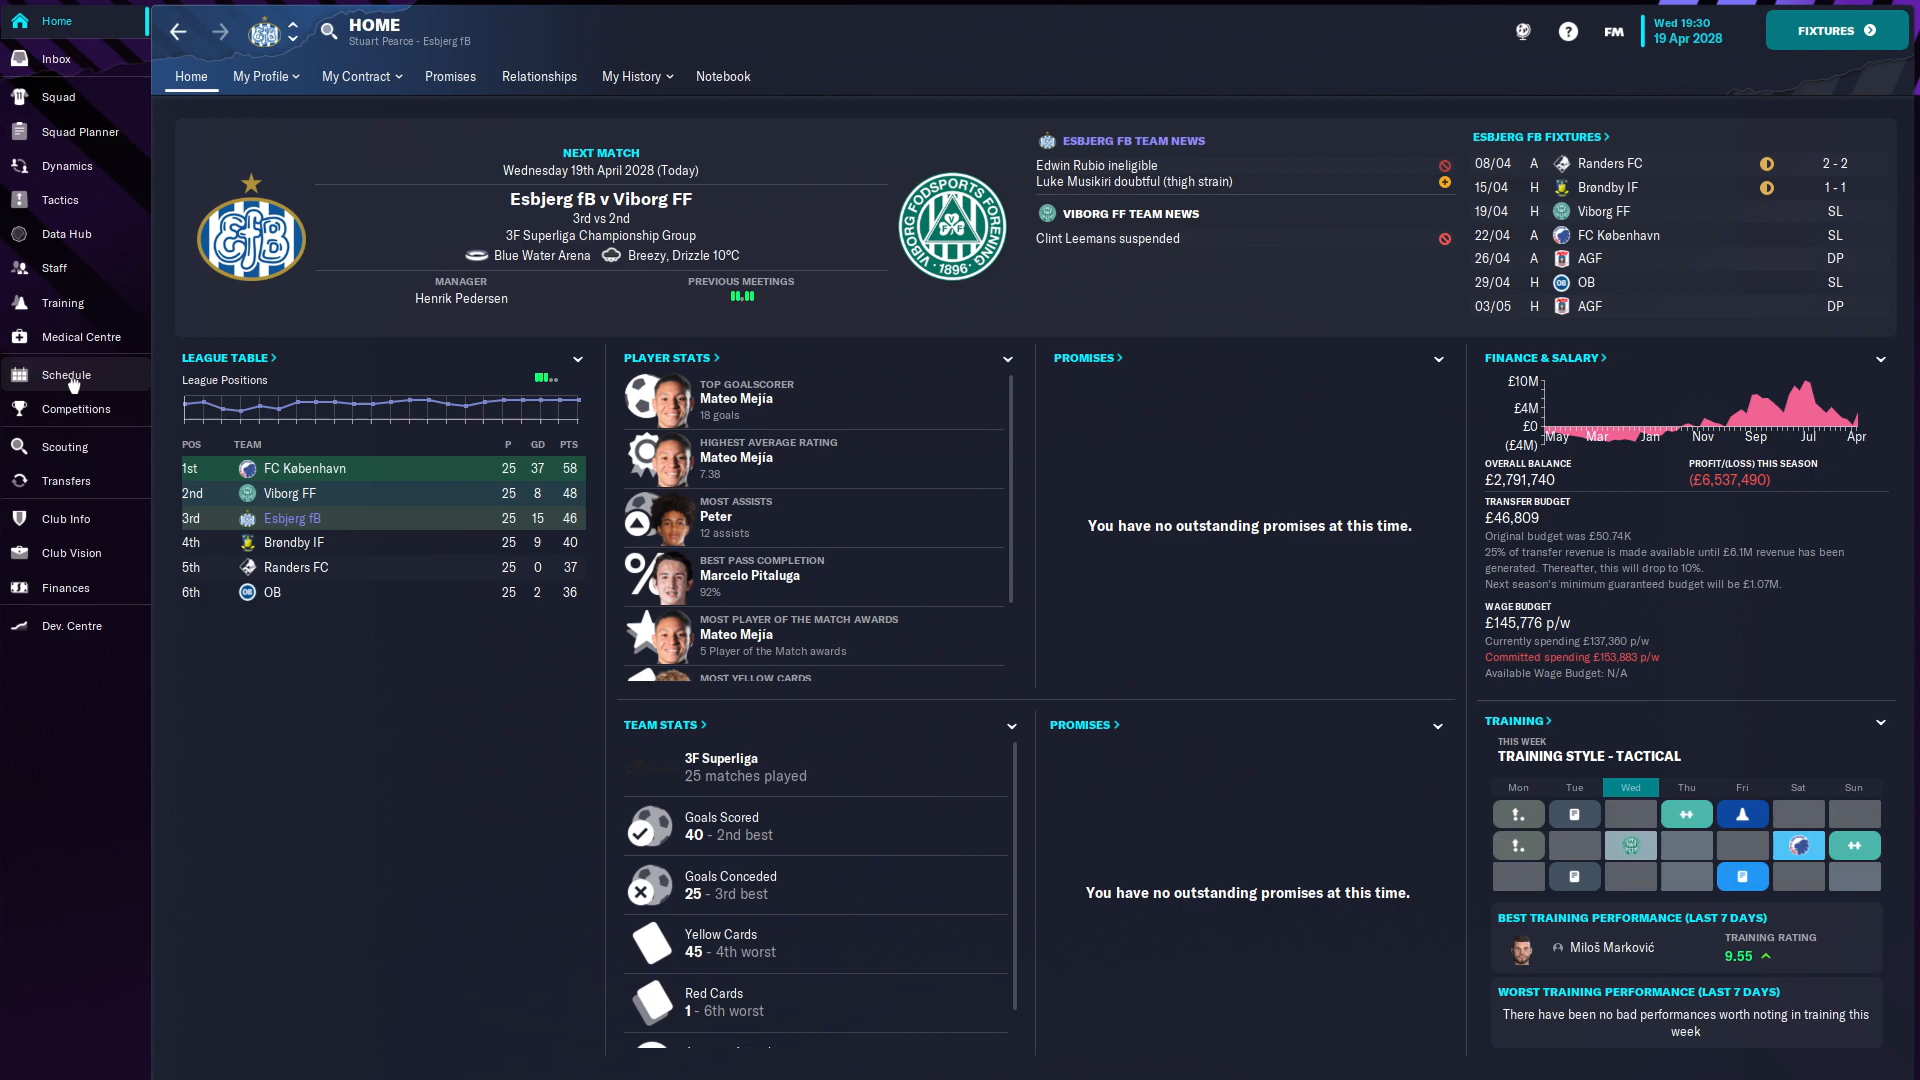 Home
Inbox
Squad
Squad Planner
Dynamics
Tactics
Data Hub
Staff
Training
Medical Centre
Schedule
Competitions
Scouting
Transfers
Club Info
Club Vision
Finances
Dev. Centre
HOME
Stuart Pearce - Esbjerg fB
FM
Wed 19:30
19 Apr 2028
FIXTURES
Home
My Profile
My Contract
Promises
Relationships
My History
Notebook
NEXT MATCH
Wednesday 19th April 2028 (Today)
Esbjerg fB v Viborg FF
3rd vs 2nd
3F Superliga Championship Group
Blue Water Arena
Breezy, Drizzle 10ºC
MANAGER
Henrik Pedersen
PREVIOUS MEETINGS
EfB
VIBORG FODSPORTS FORENING
VFF
·1896·
ESBJERG FB TEAM NEWS
Edwin Rubio ineligible
Luke Musikiri doubtful (thigh strain)
VIBORG FF TEAM NEWS
Clint Leemans suspended
ESBJERG FB FIXTURES
08/04 A Randers FC 2 - 2
15/04 H Brøndby IF 1 - 1
19/04 H Viborg FF SL
22/04 A FC København SL
26/04 A AGF DP
29/04 H OB SL
03/05 H AGF DP
LEAGUE TABLE
League Positions
POS TEAM P GD PTS
1st FC København 25 37 58
2nd Viborg FF 25 8 48
3rd Esbjerg fB 25 15 46
4th Brøndby IF 25 9 40
5th Randers FC 25 0 37
6th OB 25 2 36
PLAYER STATS
TOP GOALSCORER
Mateo Mejía
18 goals
HIGHEST AVERAGE RATING
Mateo Mejía
7.38
MOST ASSISTS
Peter
12 assists
BEST PASS COMPLETION
Marcelo Pitaluga
92%
MOST PLAYER OF THE MATCH AWARDS
Mateo Mejía
5 Player of the Match awards
MOST YELLOW CARDS
PROMISES
You have no outstanding promises at this time.
FINANCE & SALARY
£10M
£4M
£0
(£4M)
May Mar Jan Nov Sep Jul Apr
OVERALL BALANCE
£2,791,740
PROFIT/(LOSS) THIS SEASON
(£6,537,490)
TRANSFER BUDGET
£46,809
Original budget was £50.74K
25% of transfer revenue is made available until £6.1M revenue has been
generated. Thereafter, this will drop to 10%.
Next season's minimum guaranteed budget will be £1.07M.
WAGE BUDGET
£145,776 p/w
Currently spending £137,360 p/w
Committed spending £153,883 p/w
Available Wage Budget: N/A
TEAM STATS
3F Superliga
25 matches played
Goals Scored
40 - 2nd best
Goals Conceded
25 - 3rd best
Yellow Cards
45 - 4th worst
Red Cards
1 - 6th worst
PROMISES
You have no outstanding promises at this time.
TRAINING
THIS WEEK
TRAINING STYLE - TACTICAL
Mon Tue Wed Thu Fri Sat Sun
BEST TRAINING PERFORMANCE (LAST 7 DAYS)
Miloš Marković
TRAINING RATING
9.55
WORST TRAINING PERFORMANCE (LAST 7 DAYS)
There have been no bad performances worth noting in training this
week